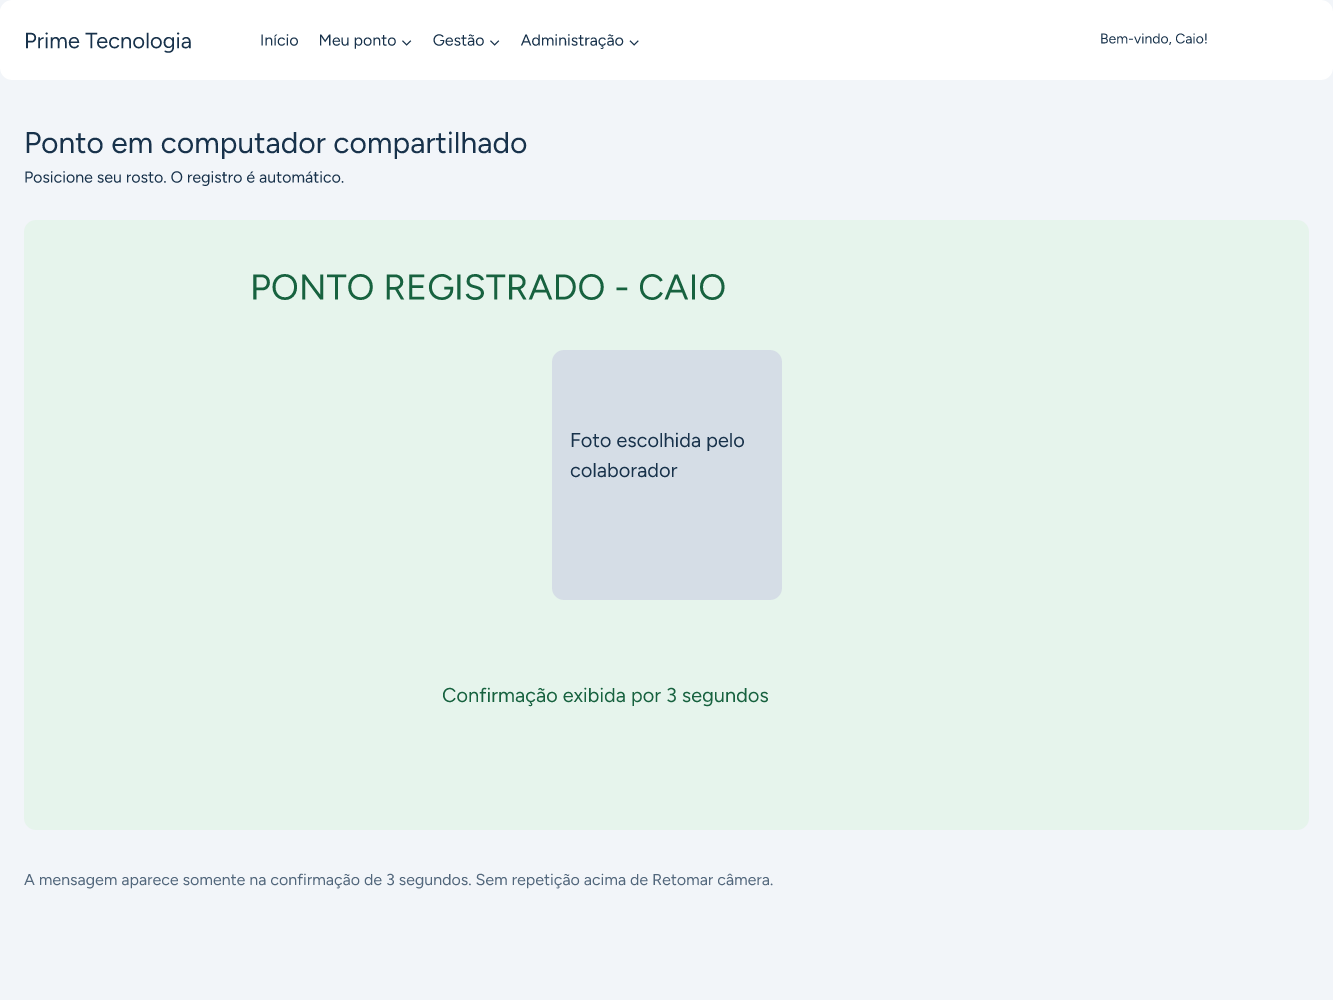 Prime Tecnologia
Início
Meu ponto
Gestão
Administração
Bem-vindo, Caio!
Ponto em computador compartilhado
Posicione seu rosto. O registro é automático.
PONTO REGISTRADO - CAIO
Foto escolhida pelo
colaborador
Confirmação exibida por 3 segundos
A mensagem aparece somente na confirmação de 3 segundos. Sem repetição acima de Retomar câmera.